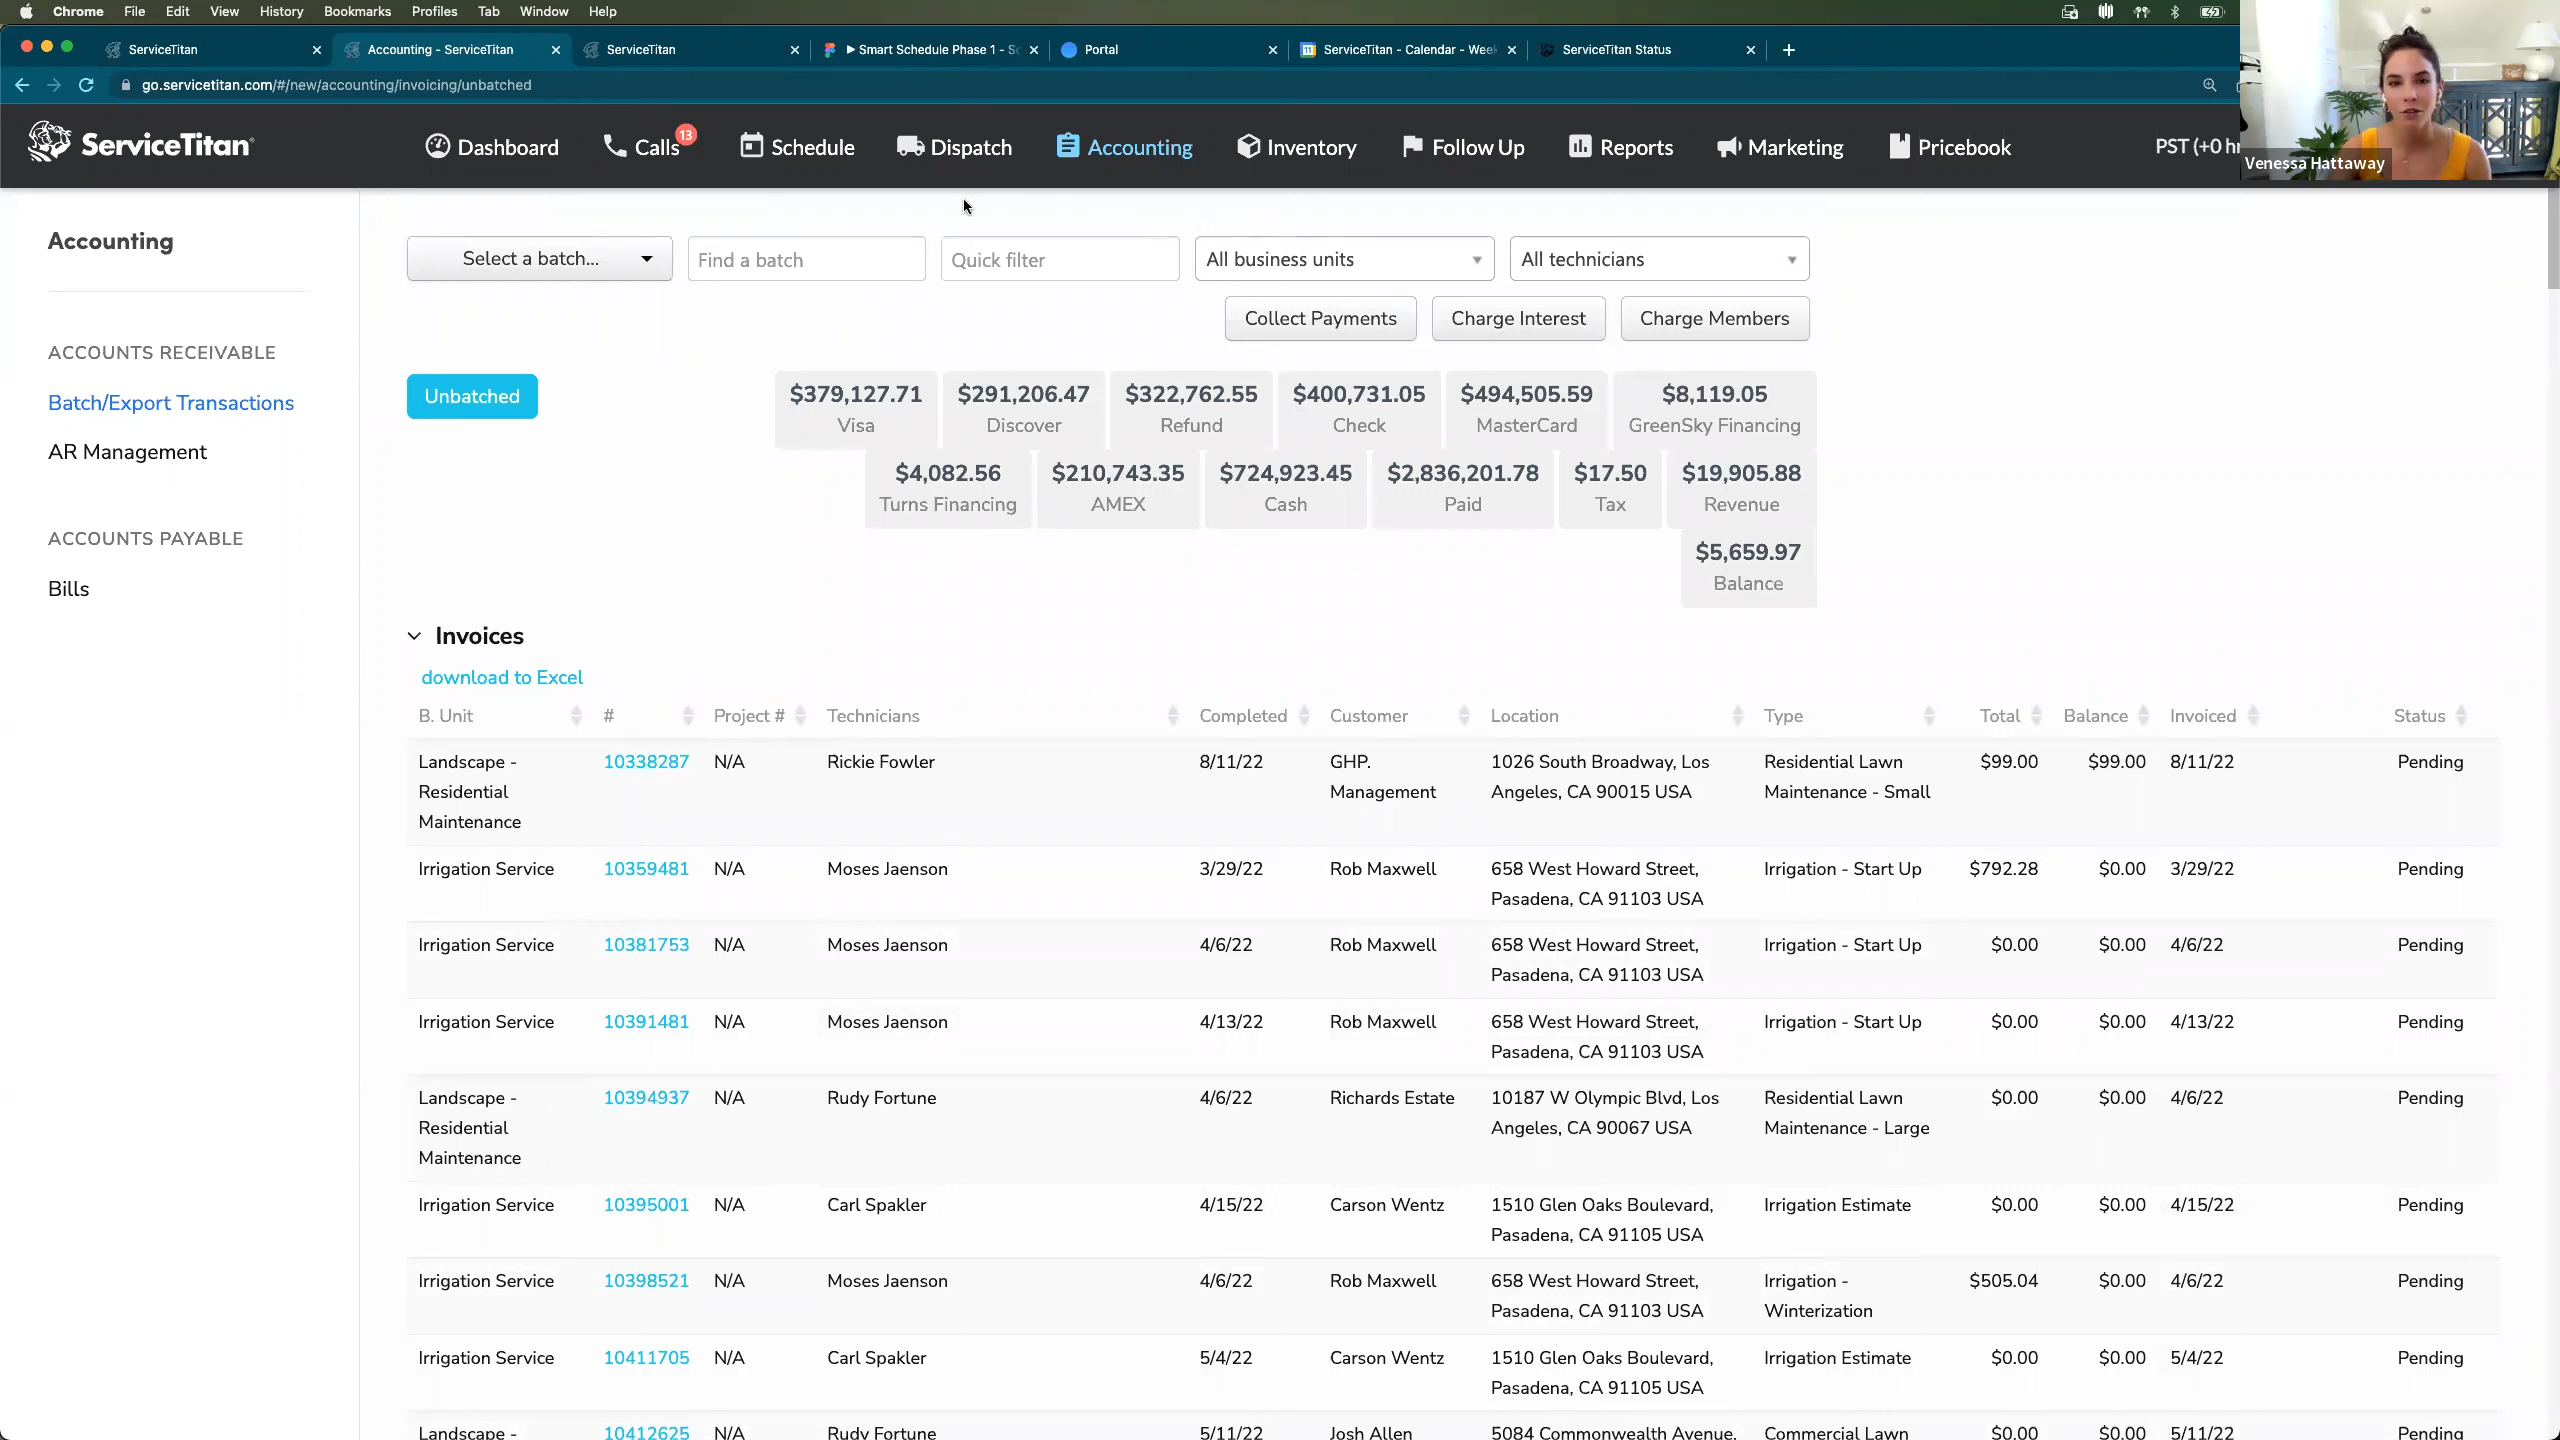 Chrome File Edit View History Bookmarks Profiles Tab Window Help
ServiceTitan Accounting - ServiceTitan ServiceTitan Smart Schedule Phase 1 - Portal ServiceTitan - Calendar - Week ServiceTitan Status
go.servicetitan.com/#/new/accounting/invoicing/unbatched
ServiceTitan Dashboard Calls 13 Schedule Dispatch Accounting Inventory Follow Up Reports Marketing Pricebook PST (+0 hr
Venessa Hattaway
Accounting
ACCOUNTS RECEIVABLE
Batch/Export Transactions
AR Management
ACCOUNTS PAYABLE
Bills
Select a batch... Find a batch Quick filter All business units All technicians
Collect Payments Charge Interest Charge Members
Unbatched
$379,127.71 $291,206.47 $322,762.55 $400,731.05 $494,505.59 $8,119.05
Visa Discover Refund Check MasterCard GreenSky Financing
$4,082.56 $210,743.35 $724,923.45 $2,836,201.78 $17.50 $19,905.88
Turns Financing AMEX Cash Paid Tax Revenue
$5,659.97
Balance
Invoices
download to Excel
B. Unit # Project # Technicians Completed Customer Location Type Total Balance Invoiced Status
Landscape - 10338287 N/A Rickie Fowler 8/11/22 GHP. 1026 South Broadway, Los Residential Lawn $99.00 $99.00 8/11/22 Pending
Residential Management Angeles, CA 90015 USA Maintenance - Small
Maintenance
Irrigation Service 10359481 N/A Moses Jaenson 3/29/22 Rob Maxwell 658 West Howard Street, Irrigation - Start Up $792.28 $0.00 3/29/22 Pending
Pasadena, CA 91103 USA
Irrigation Service 10381753 N/A Moses Jaenson 4/6/22 Rob Maxwell 658 West Howard Street, Irrigation - Start Up $0.00 $0.00 4/6/22 Pending
Pasadena, CA 91103 USA
Irrigation Service 10391481 N/A Moses Jaenson 4/13/22 Rob Maxwell 658 West Howard Street, Irrigation - Start Up $0.00 $0.00 4/13/22 Pending
Pasadena, CA 91103 USA
Landscape - 10394937 N/A Rudy Fortune 4/6/22 Richards Estate 10187 W Olympic Blvd, Los Residential Lawn $0.00 $0.00 4/6/22 Pending
Residential Angeles, CA 90067 USA Maintenance - Large
Maintenance
Irrigation Service 10395001 N/A Carl Spakler 4/15/22 Carson Wentz 1510 Glen Oaks Boulevard, Irrigation Estimate $0.00 $0.00 4/15/22 Pending
Pasadena, CA 91105 USA
Irrigation Service 10398521 N/A Moses Jaenson 4/6/22 Rob Maxwell 658 West Howard Street, Irrigation - $505.04 $0.00 4/6/22 Pending
Pasadena, CA 91103 USA Winterization
Irrigation Service 10411705 N/A Carl Spakler 5/4/22 Carson Wentz 1510 Glen Oaks Boulevard, Irrigation Estimate $0.00 $0.00 5/4/22 Pending
Pasadena, CA 91105 USA
Landscape - 10412625 N/A Rudy Fortune 5/11/22 Josh Allen 5084 Commonwealth Avenue, Commercial Lawn $0.00 $0.00 5/11/22 Pending